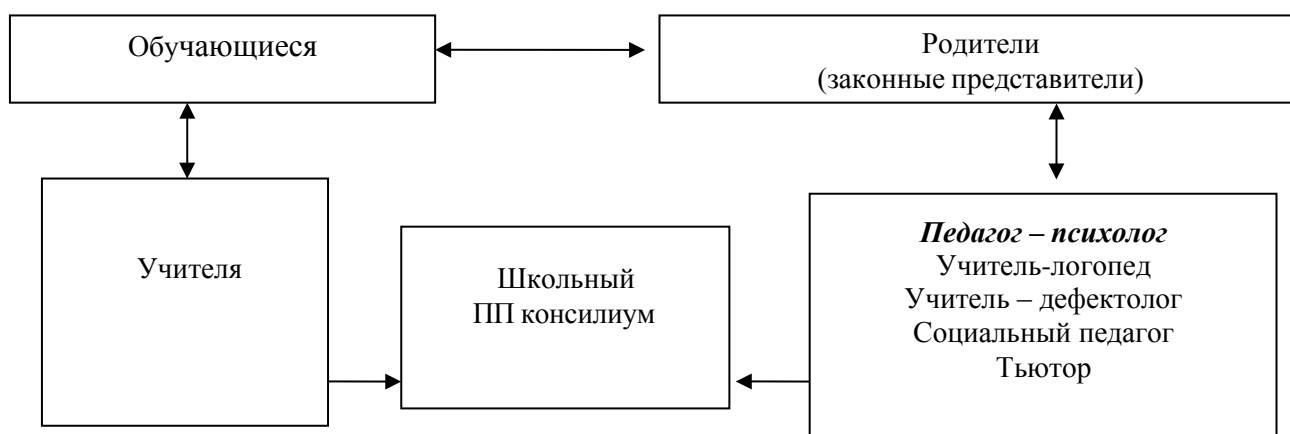 Обучающиеся
Родители
(законные представители)
Учителя
Школьный
ПП консилиум
Педагог – психолог
Учитель-логопед
Учитель – дефектолог
Социальный педагог
Тьютор